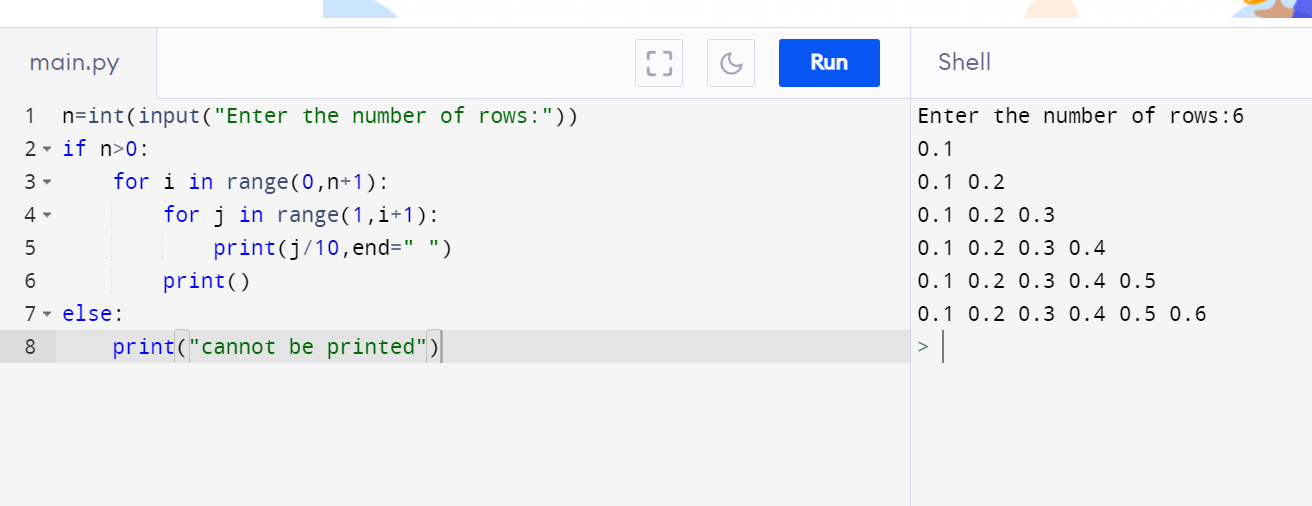 main.py
Run
Shell
1 n=int(input("Enter the number of rows:"))
2 if n>0:
3     for i in range(0,n+1):
4         for j in range(1,i+1):
5             print(j/10,end=" ")
6         print()
7 else:
8     print("cannot be printed")
Enter the number of rows:6
0.1
0.1 0.2
0.1 0.2 0.3
0.1 0.2 0.3 0.4
0.1 0.2 0.3 0.4 0.5
0.1 0.2 0.3 0.4 0.5 0.6
>